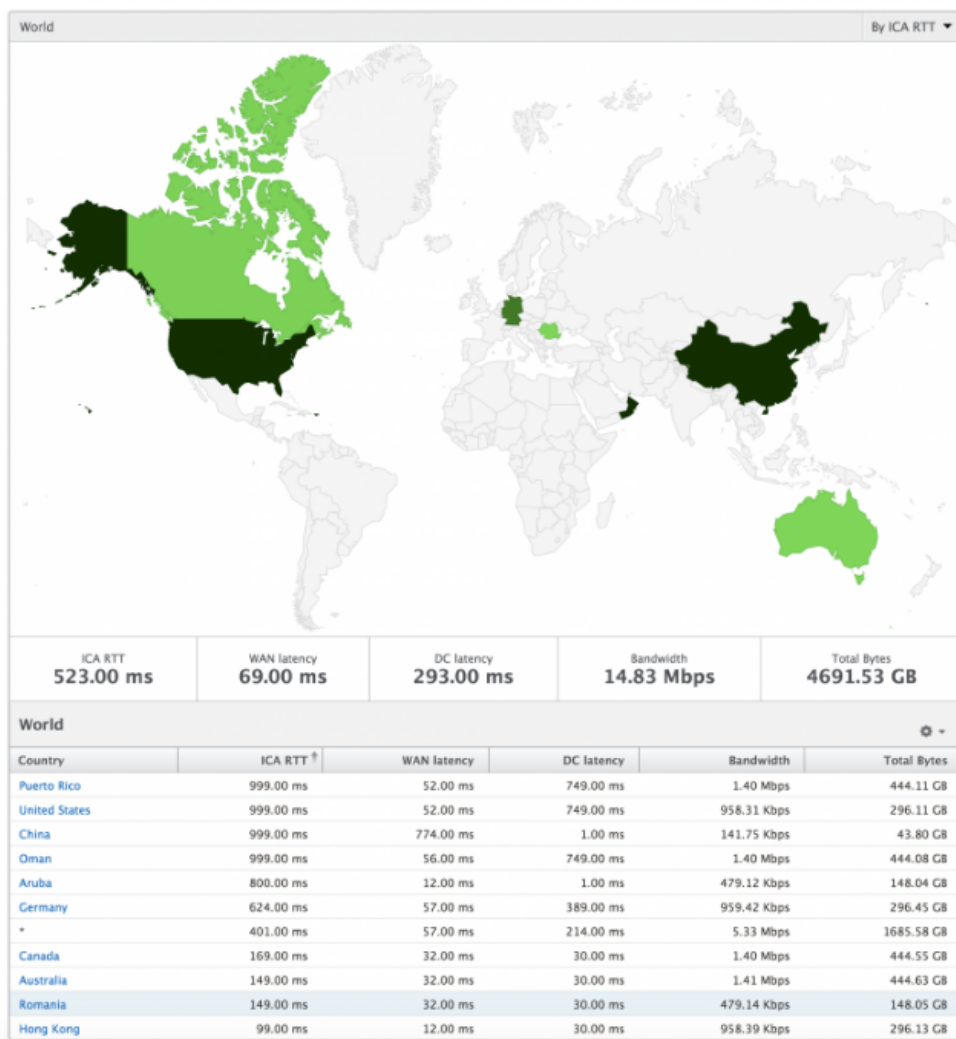 World By ICA RTT
ICA RTT WAN latency DC latency Bandwidth Total Bytes
523.00 ms 69.00 ms 293.00 ms 14.83 Mbps 4691.53 GB
World
Country ICA RTT WAN latency DC latency Bandwidth Total Bytes
Puerto Rico 999.00 ms 52.00 ms 749.00 ms 1.40 Mbps 444.11 GB
United States 999.00 ms 52.00 ms 749.00 ms 958.31 Kbps 296.11 GB
China 999.00 ms 774.00 ms 1.00 ms 141.75 Kbps 43.80 GB
Oman 999.00 ms 56.00 ms 749.00 ms 1.40 Mbps 444.08 GB
Aruba 800.00 ms 12.00 ms 1.00 ms 479.12 Kbps 148.04 GB
Germany 624.00 ms 57.00 ms 389.00 ms 959.42 Kbps 296.45 GB
* 401.00 ms 57.00 ms 214.00 ms 5.33 Mbps 1685.58 GB
Canada 169.00 ms 32.00 ms 30.00 ms 1.40 Mbps 444.55 GB
Australia 149.00 ms 32.00 ms 30.00 ms 1.41 Mbps 444.63 GB
Romania 149.00 ms 32.00 ms 30.00 ms 479.14 Kbps 148.05 GB
Hong Kong 99.00 ms 12.00 ms 30.00 ms 958.39 Kbps 296.13 GB